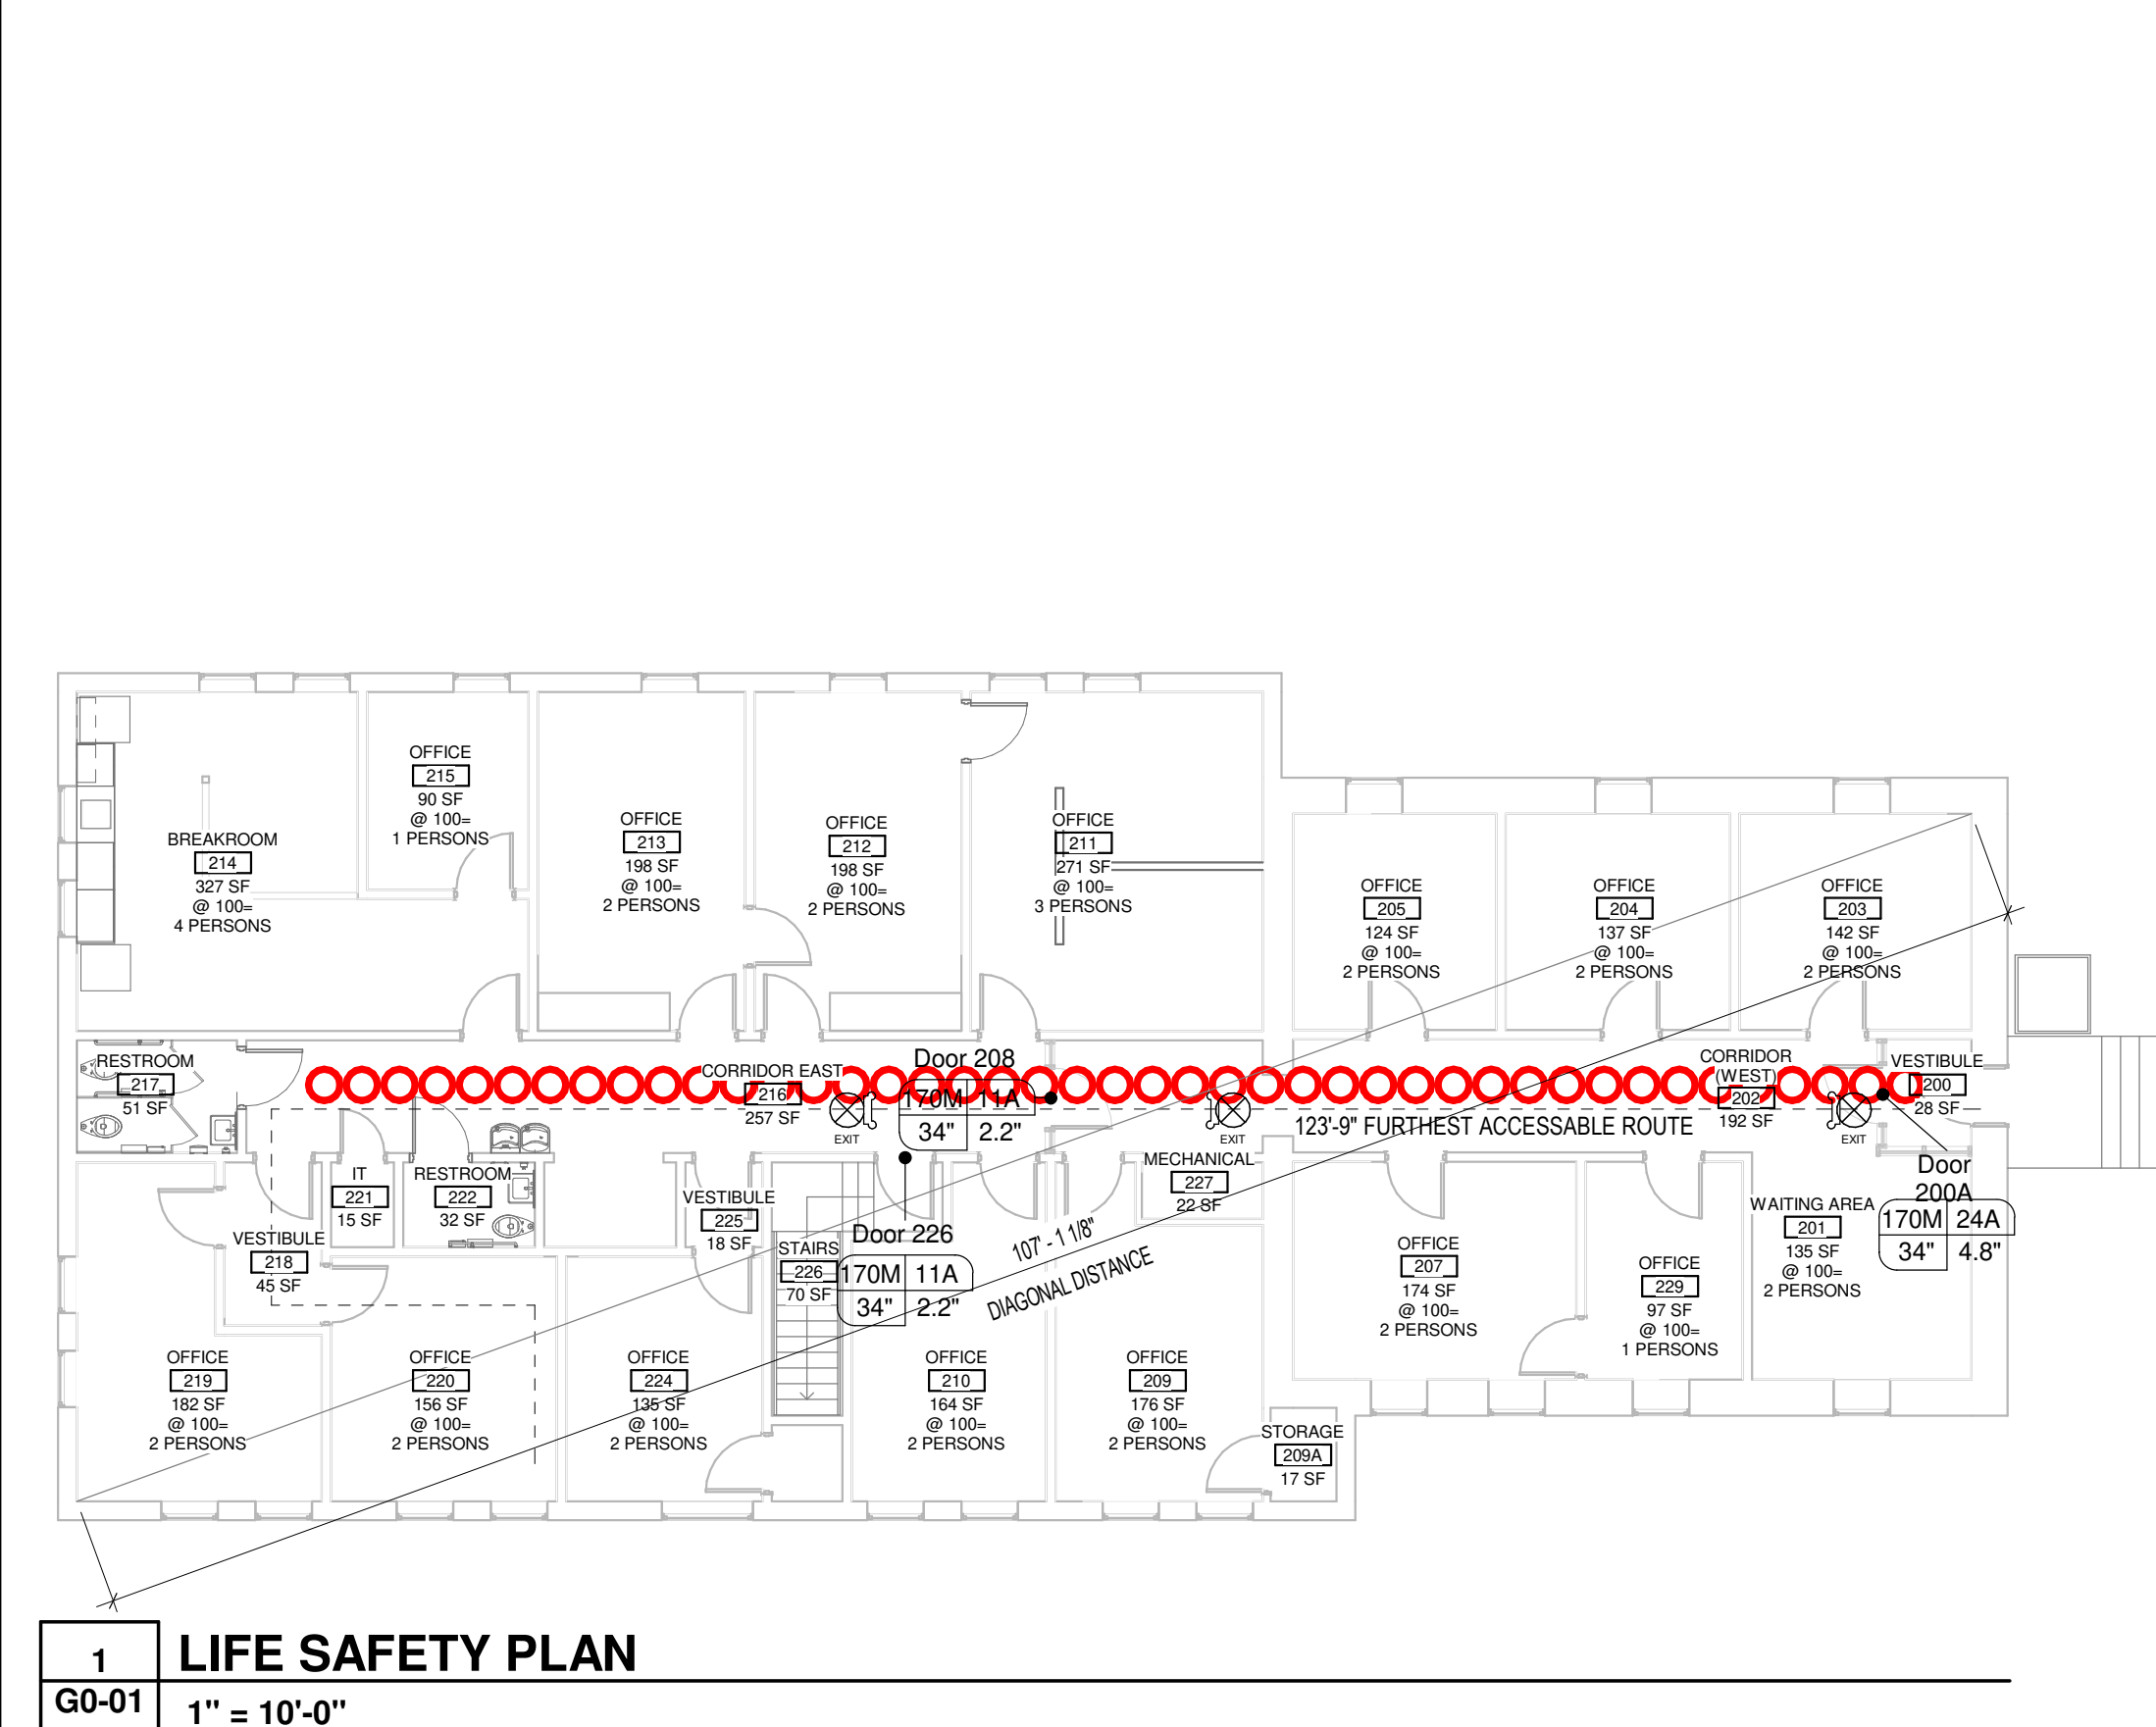 OFFICE
215
90 SF
@ 100=
1 PERSONS
BREAKROOM
214
327 SF
@ 100=
4 PERSONS
OFFICE
213
198 SF
@ 100=
2 PERSONS
OFFICE
212
198 SF
@ 100=
2 PERSONS
OFFICE
211
271 SF
@ 100=
3 PERSONS
OFFICE
205
124 SF
@ 100=
2 PERSONS
OFFICE
204
137 SF
@ 100=
2 PERSONS
OFFICE
203
142 SF
@ 100=
2 PERSONS
RESTROOM
217
51 SF
CORRIDOR EAST
216
257 SF
EXIT
Door 208
170M 11A
34" 2.2"
EXIT
123'-9" FURTHEST ACCESSABLE ROUTE
CORRIDOR
(WEST)
202
192 SF
EXIT
VESTIBULE
200
28 SF
Door
200A
170M 24A
34" 4.8"
IT
221
15 SF
RESTROOM
222
32 SF
VESTIBULE
225
18 SF
MECHANICAL
227
22 SF
VESTIBULE
218
45 SF
STAIRS
226
70 SF
Door 226
170M 11A
34" 2.2"
107' - 1 1/8"
DIAGONAL DISTANCE
OFFICE
207
174 SF
@ 100=
2 PERSONS
OFFICE
229
97 SF
@ 100=
1 PERSONS
WAITING AREA
201
135 SF
@ 100=
2 PERSONS
OFFICE
219
182 SF
@ 100=
2 PERSONS
OFFICE
220
156 SF
@ 100=
2 PERSONS
OFFICE
224
135 SF
@ 100=
2 PERSONS
OFFICE
210
164 SF
@ 100=
2 PERSONS
OFFICE
209
176 SF
@ 100=
2 PERSONS
STORAGE
209A
17 SF
1
LIFE SAFETY PLAN
G0-01
1" = 10'-0"